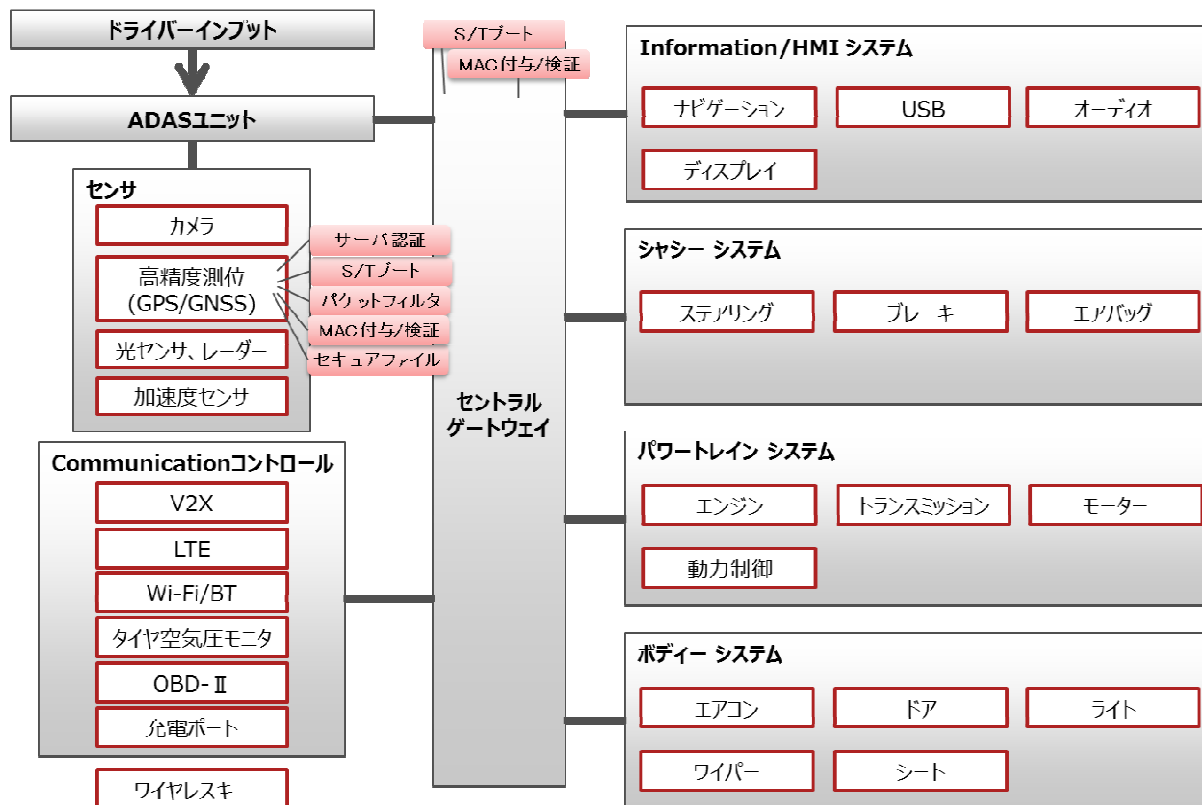 ドライバーインプット
ADASユニット
センサ
カメラ
高精度測位
(GPS/GNSS)
光センサ、レーダー
加速度センサ
サーバ認証
S/Tブート
パケットフィルタ
MAC付与/検証
セキュアファイル
Communicationコントロール
V2X
LTE
Wi-Fi/BT
タイヤ空気圧モニタ
OBD-Ⅱ
充電ポート
ワイヤレスキ
S/Tブート
MAC付与/検証
セントラル
ゲートウェイ
Information/HMI システム
ナビゲーション
USB
オーディオ
ディスプレイ
シャシー システム
ステアリング
ブレーキ
エアバッグ
パワートレイン システム
エンジン
トランスミッション
モーター
動力制御
ボディー システム
エアコン
ドア
ライト
ワイパー
シート